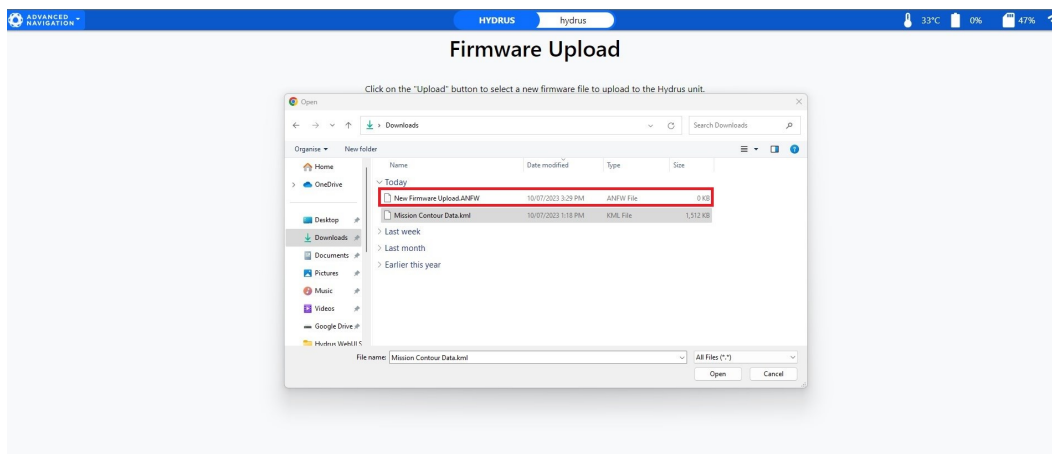 ADVANCED NAVIGATION
HYDRUS hydrus 33°C 0% 47%
Firmware Upload
Click on the "Upload" button to select a new firmware file to upload to the Hydrus unit.
Open
Downloads
Search Downloads
Organise New folder
Name Date modified Type Size
Home
OneDrive
Desktop
Downloads
Documents
Pictures
Music
Videos
Google Drive
Hydrus WebUI S
Today
New Firmware Upload.ANFW 10/07/2023 3:29 PM ANFW File 0 KB
Mission Contour Data.kml 10/07/2023 1:18 PM KML File 1,512 KB
Last week
Last month
Earlier this year
File name: Mission Contour Data.kml All Files (*.*)
Open Cancel